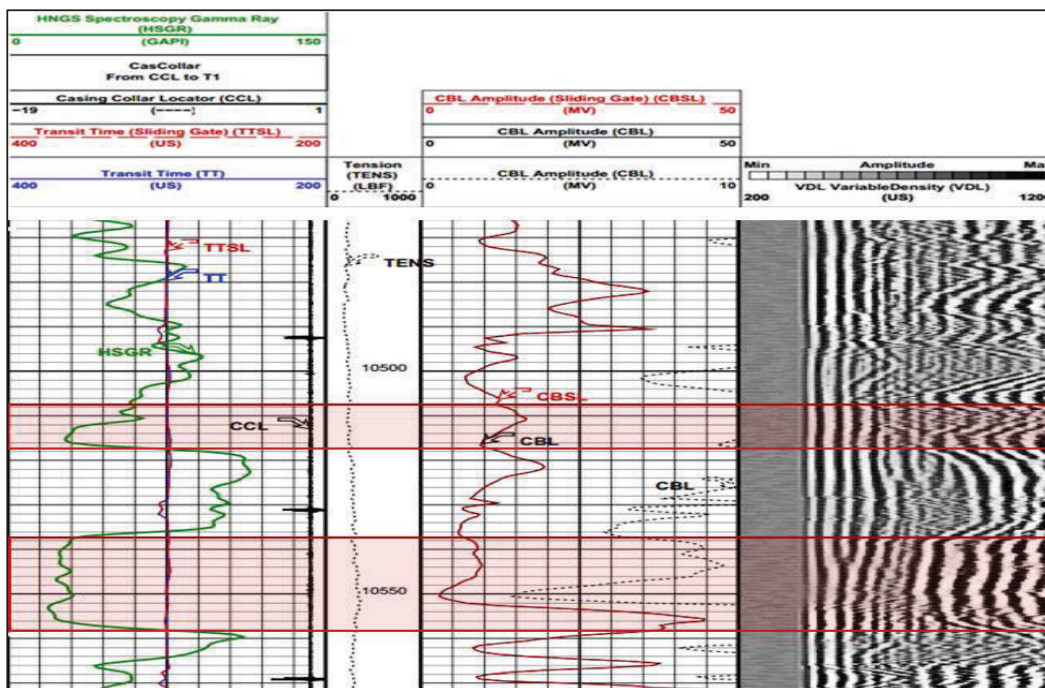 HNGS Spectroscopy Gamma Ray
(HSGR)
0 (GAPI) 150
CasCollar
From CCL to T1
Casing Collar Locator (CCL)
−19 (----) 1
Transit Time (Sliding Gate) (TTSL)
400 (US) 200
Transit Time (TT)
400 (US) 200
Tension
(TENS)
(LBF)
0 1000
CBL Amplitude (Sliding Gate) (CBSL)
0 (MV) 50
CBL Amplitude (CBL)
0 (MV) 50
CBL Amplitude (CBL)
0 (MV) 10
Min Amplitude Ma
VDL VariableDensity (VDL)
200 (US) 1200
TTSL
TT
TENS
HSGR
10500
CBSL
CCL
CBL
CBL
10550